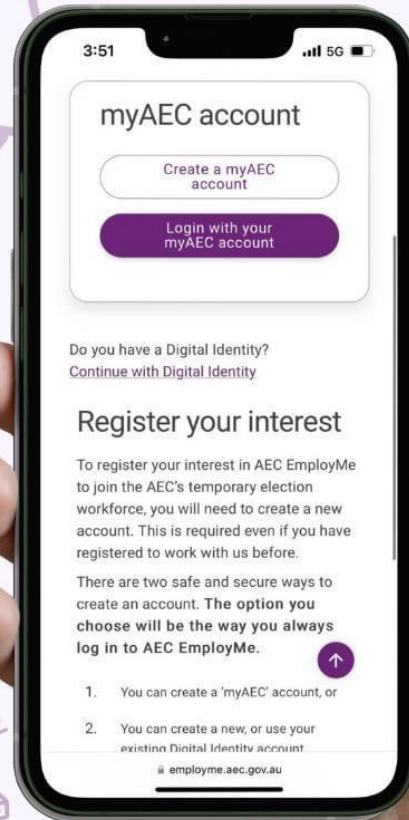 3:51
5G
myAEC account
Create a myAEC
account
Login with your
myAEC account
Do you have a Digital Identity?
Continue with Digital Identity
Register your interest
To register your interest in AEC EmployMe
to join the AEC's temporary election
workforce, you will need to create a new
account. This is required even if you have
registered to work with us before.
There are two safe and secure ways to
create an account. The option you
choose will be the way you always
log in to AEC EmployMe.
1. You can create a 'myAEC' account, or
2. You can create a new, or use your
existing Digital Identity account
employme.aec.gov.au